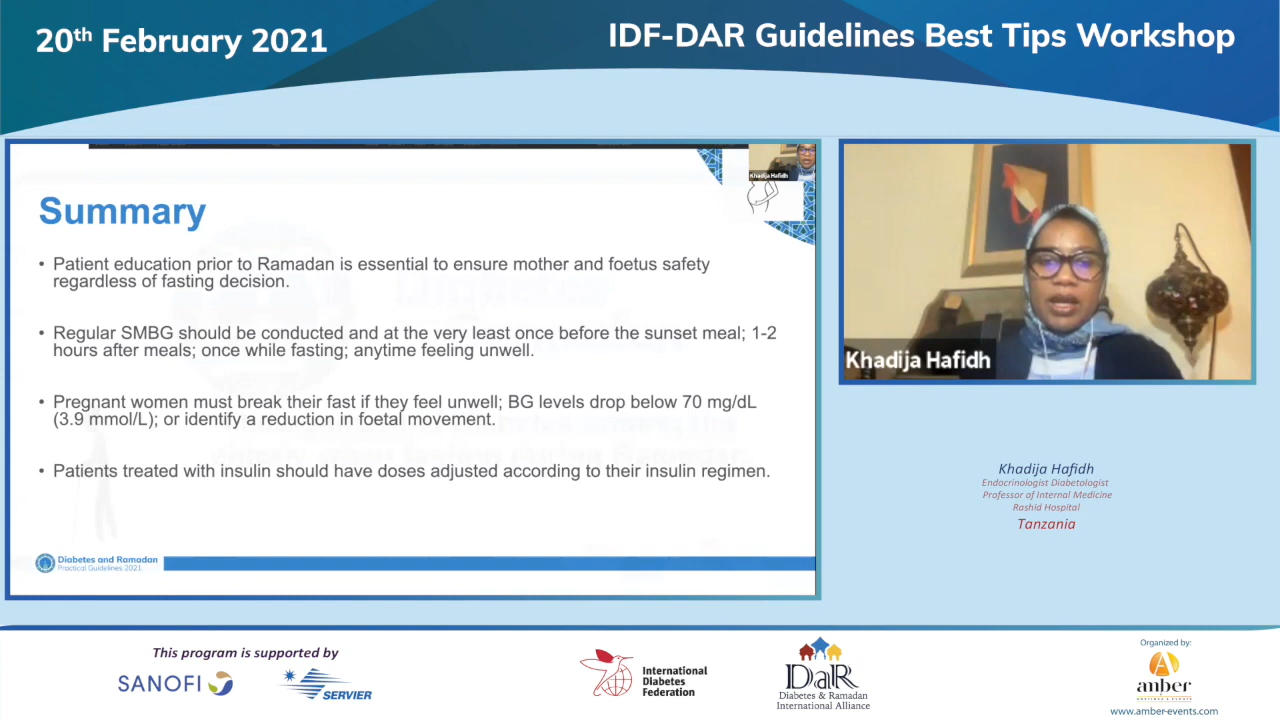 20th February 2021
IDF-DAR Guidelines Best Tips Workshop
Khadija Hafidh
Summary
• Patient education prior to Ramadan is essential to ensure mother and foetus safety
regardless of fasting decision.
• Regular SMBG should be conducted and at the very least once before the sunset meal; 1-2
hours after meals; once while fasting; anytime feeling unwell.
• Pregnant women must break their fast if they feel unwell; BG levels drop below 70 mg/dL
(3.9 mmol/L); or identify a reduction in foetal movement.
• Patients treated with insulin should have doses adjusted according to their insulin regimen.
Diabetes and Ramadan
Practical Guidelines 2021
Khadija Hafidh
Khadija Hafidh
Endocrinologist Diabetologist
Professor of Internal Medicine
Rashid Hospital
Tanzania
This program is supported by
SANOFI
SERVIER
International
Diabetes
Federation
DaR
Diabetes & Ramadan
International Alliance
Organized by:
anber
www.amber-events.com